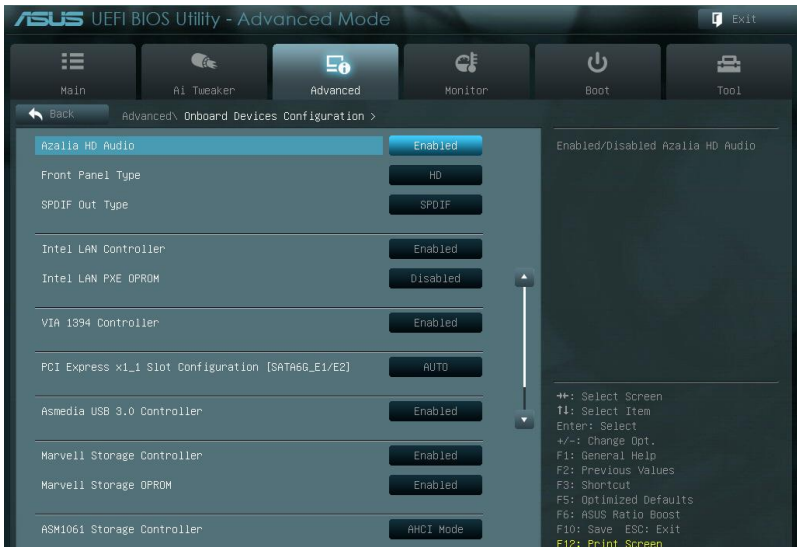 ASUS UEFI BIOS Utility - Advanced Mode
Exit
Main
Ai Tweaker
Advanced
Monitor
Boot
Tool
Back
Advanced\ Onboard Devices Configuration >
Azalia HD Audio Enabled
Front Panel Type HD
SPDIF Out Type SPDIF
Intel LAN Controller Enabled
Intel LAN PXE OPROM Disabled
VIA 1394 Controller Enabled
PCI Express x1_1 Slot Configuration [SATA6G_E1/E2] AUTO
Asmedia USB 3.0 Controller Enabled
Marvell Storage Controller Enabled
Marvell Storage OPROM Enabled
ASM1061 Storage Controller AHCI Mode
Enabled/Disabled Azalia HD Audio
→←: Select Screen
↑↓: Select Item
Enter: Select
+/-: Change Opt.
F1: General Help
F2: Previous Values
F3: Shortcut
F5: Optimized Defaults
F6: ASUS Ratio Boost
F10: Save ESC: Exit
F12: Print Screen